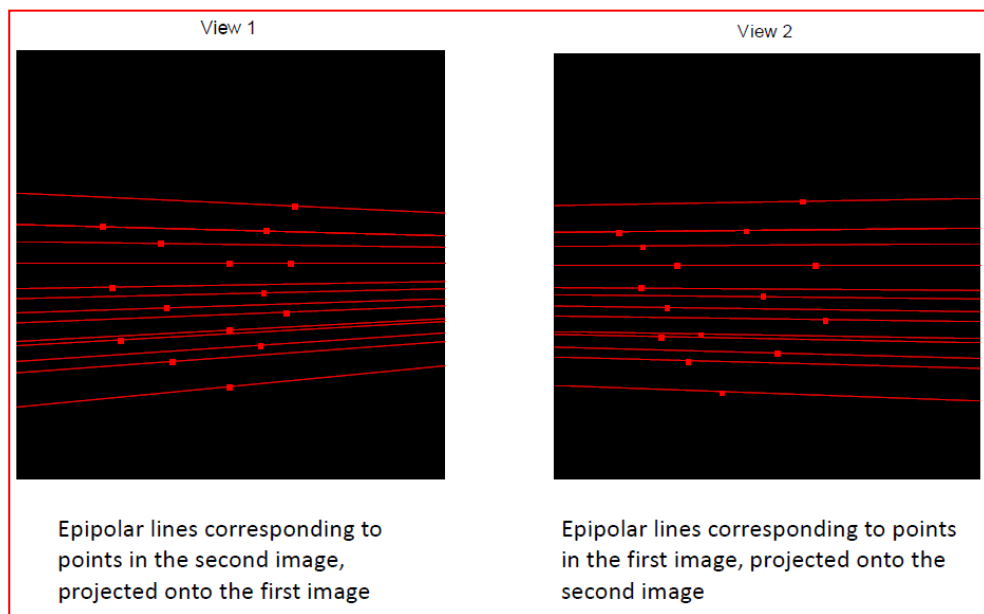 View 1
View 2
Epipolar lines corresponding to
points in the second image,
projected onto the first image
Epipolar lines corresponding to points
in the first image, projected onto the
second image